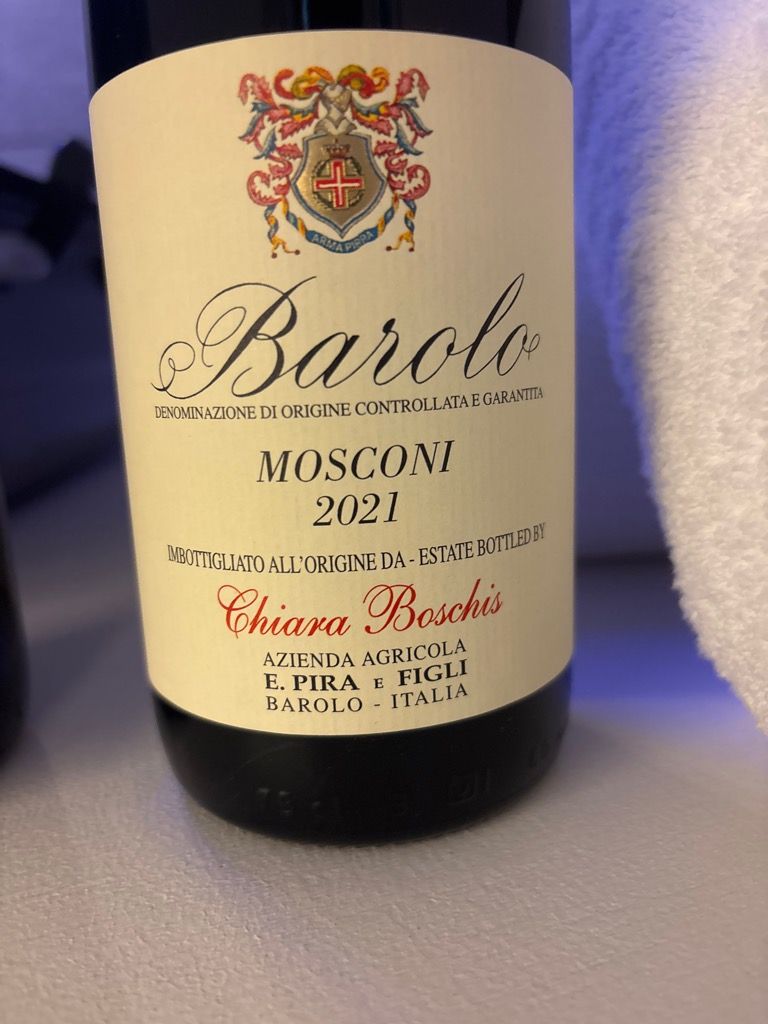 ARMA PIRRA
Barolo
DENOMINAZIONE DI ORIGINE CONTROLLATA E GARANTITA
MOSCONI
2021
IMBOTTIGLIATO ALL'ORIGINE DA - ESTATE BOTTLED BY
Chiara Boschis
AZIENDA AGRICOLA
E. PIRA E FIGLI
BAROLO - ITALIA